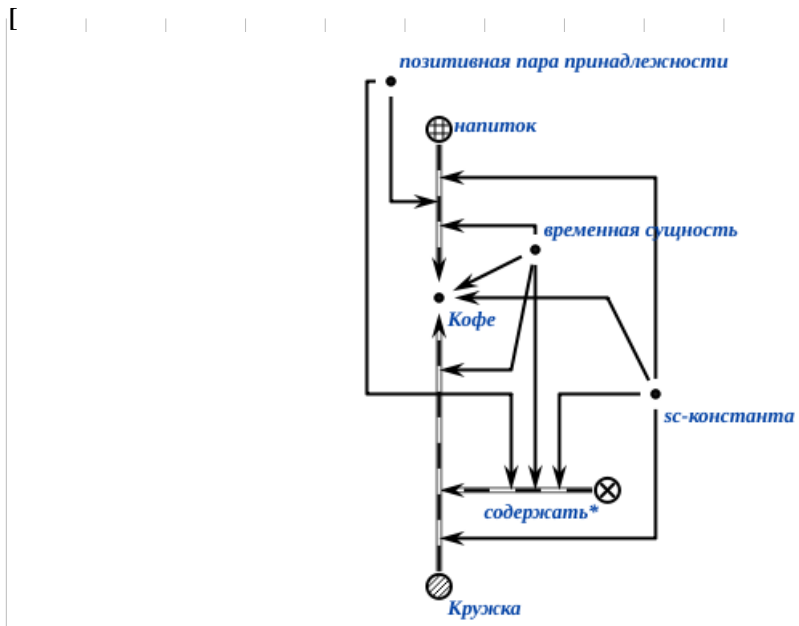 [
позитивная пара принадлежности
напиток
временная сущность
Кофе
sc-константа
содержать*
Кружка